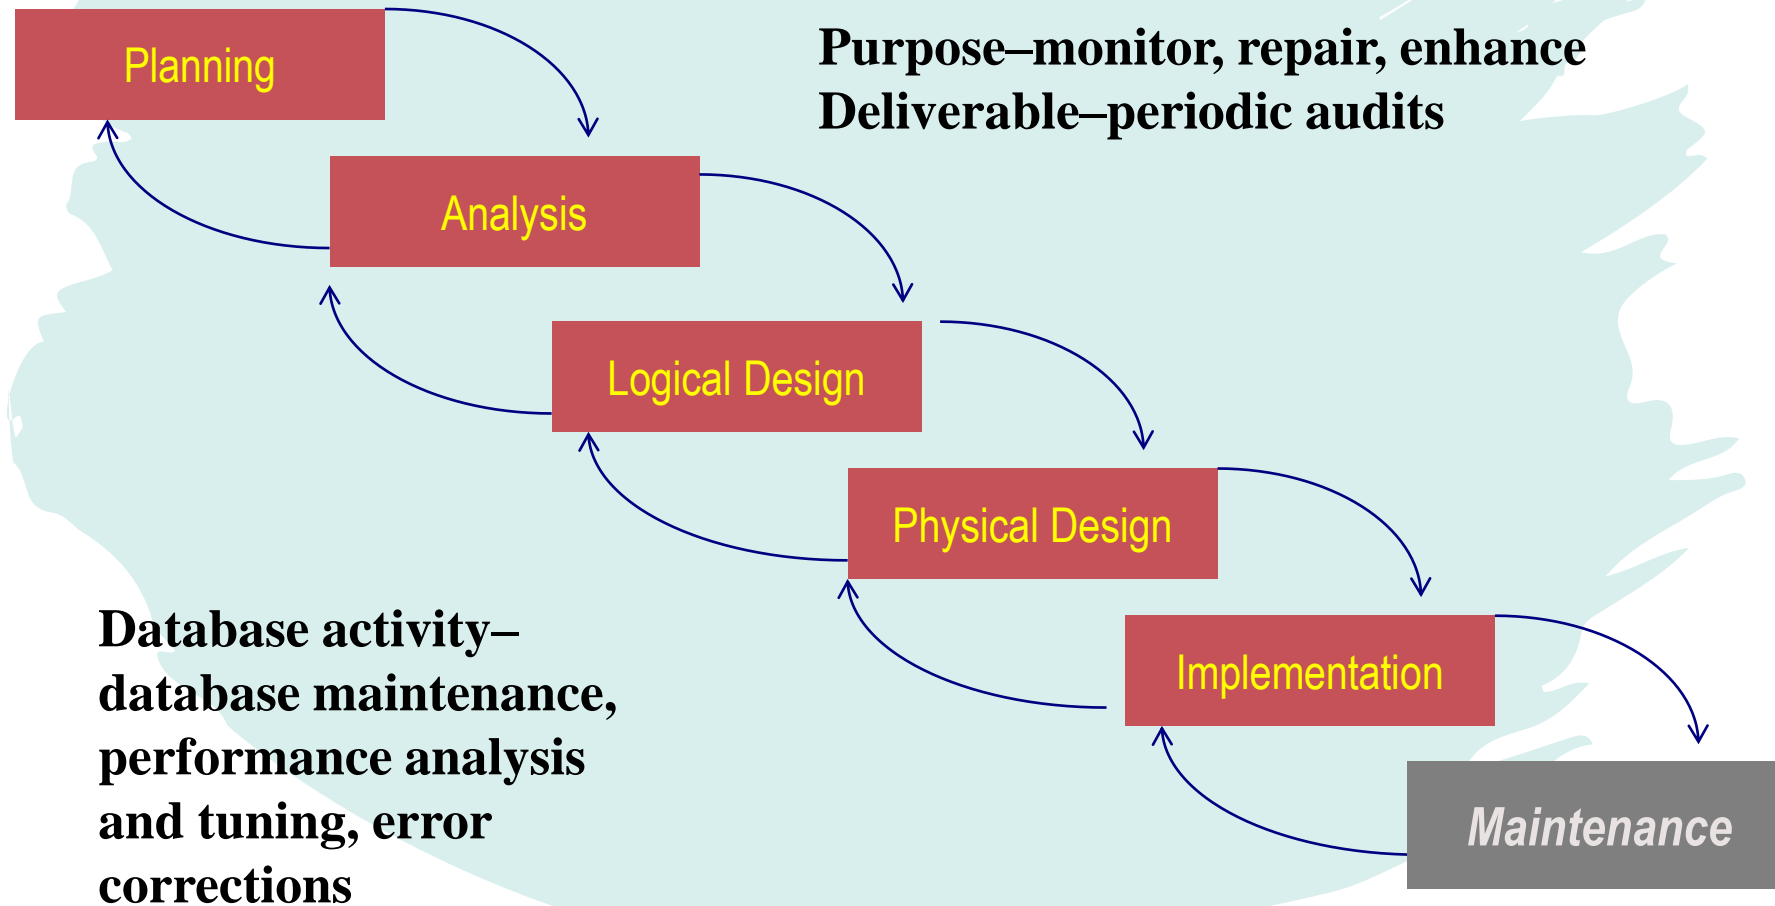 Planning
Purpose–monitor, repair, enhance
Deliverable–periodic audits
Analysis
Logical Design
Physical Design
Implementation
Maintenance
Database activity–
database maintenance,
performance analysis
and tuning, error
corrections